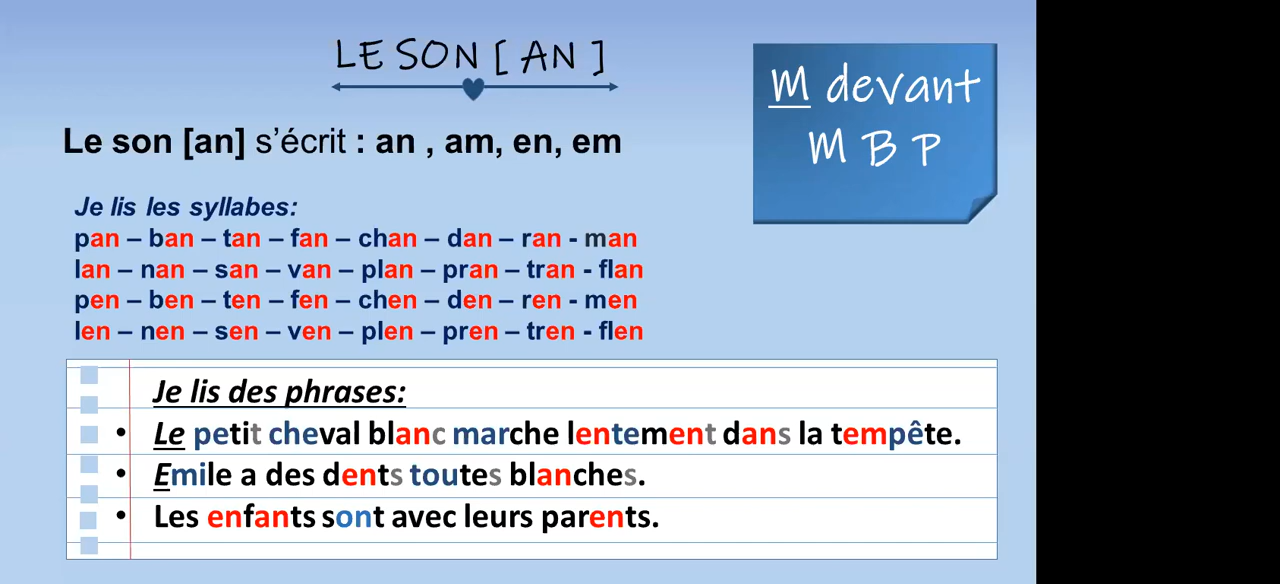 LE SON [ AN ]
M devant
M B P
Le son [an] s’écrit : an , am, en, em
Je lis les syllabes:
pan – ban – tan – fan – chan – dan – ran - man
lan – nan – san – van – plan – pran – tran - flan
pen – ben – ten – fen – chen – den – ren - men
len – nen – sen – ven – plen – pren – tren - flen
Je lis des phrases:
• Le petit cheval blanc marche lentement dans la tempête.
• Emile a des dents toutes blanches.
• Les enfants sont avec leurs parents.